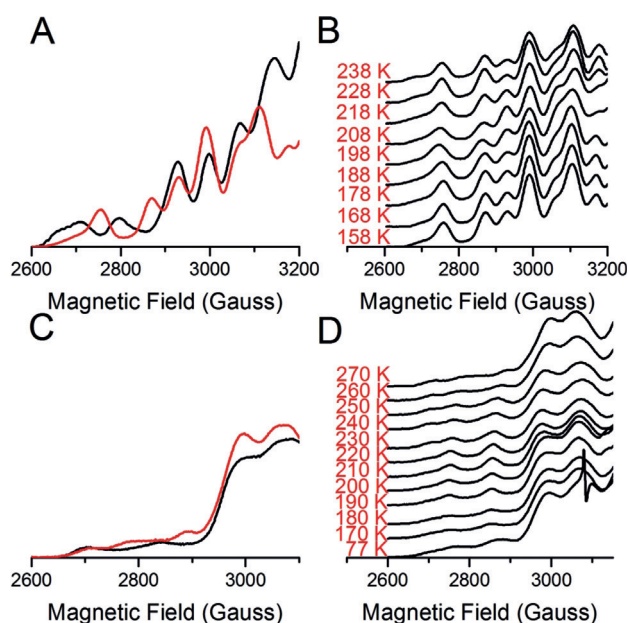 A
2600 2800 3000 3200
Magnetic Field (Gauss)
B
238 K
228 K
218 K
208 K
198 K
188 K
178 K
168 K
158 K
2600 2800 3000 3200
Magnetic Field (Gauss)
C
2600 2800 3000
Magnetic Field (Gauss)
D
270 K
260 K
250 K
240 K
230 K
220 K
210 K
200 K
190 K
180 K
170 K
77 K
2600 2800 3000
Magnetic Field (Gauss)